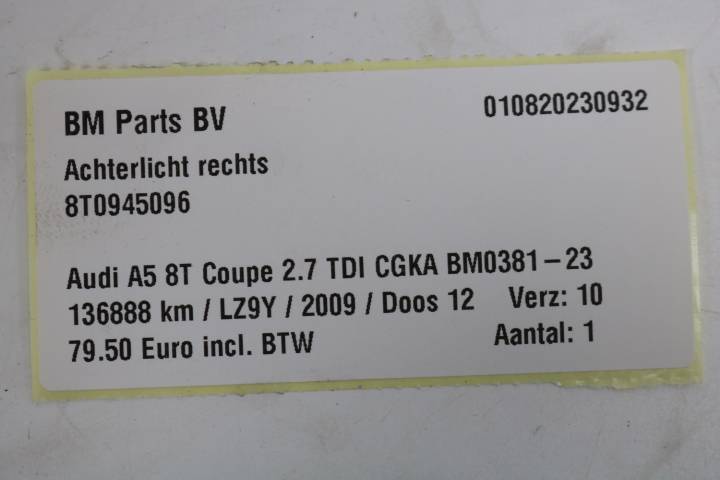 BM Parts BV 010820230932
Achterlicht rechts
8T0945096
Audi A5 8T Coupe 2.7 TDI CGKA BM0381-23
136888 km / LZ9Y / 2009 / Doos 12 Verz: 10
79.50 Euro incl. BTW Aantal: 1